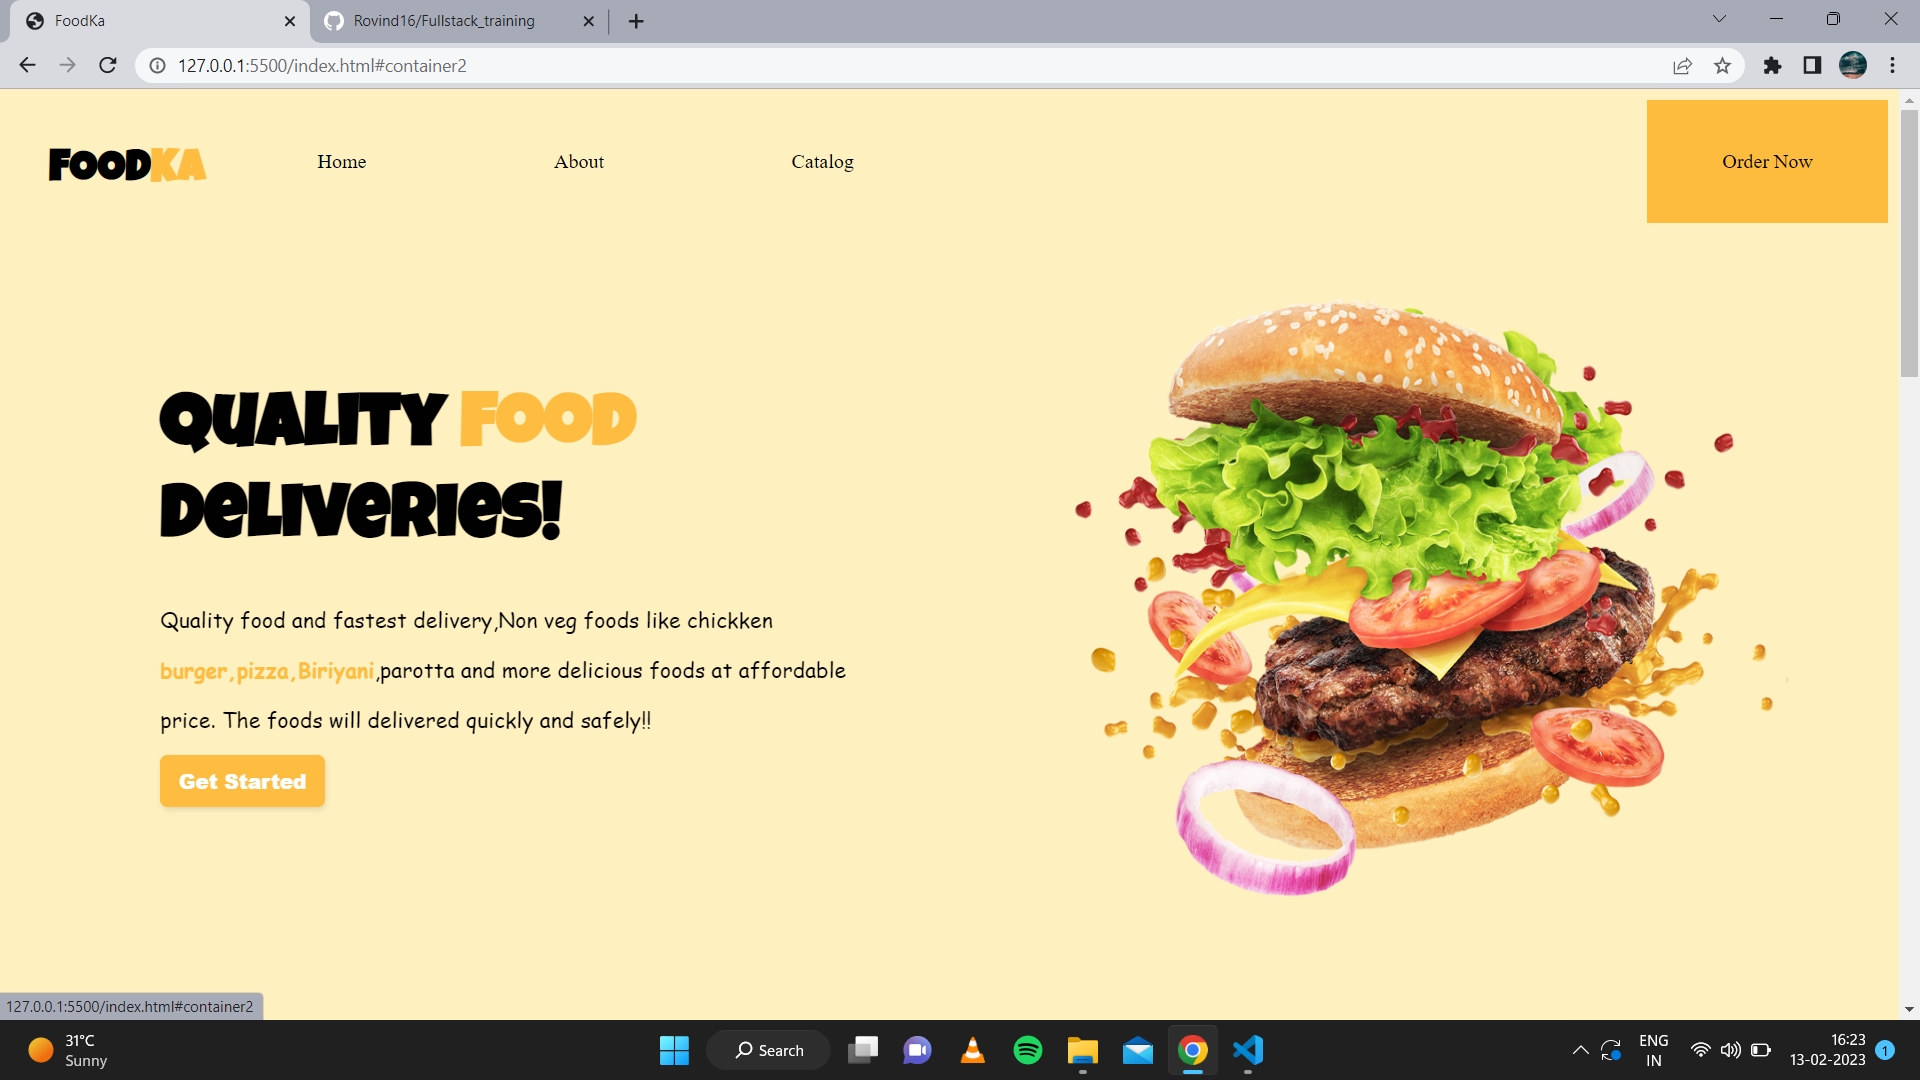 FoodKa
Rovind16/Fullstack_training
127.0.0.1:5500/index.html#container2
FOODKA
Home
About
Catalog
Order Now
QUALITY FOOD
DELIVERIES!
Quality food and fastest delivery,Non veg foods like chickken
burger,pizza,Biriyani,parotta and more delicious foods at affordable
price. The foods will delivered quickly and safely!!
Get Started
127.0.0.1:5500/index.html#container2
31°C
Sunny
Search
ENG
IN
16:23
13-02-2023
1